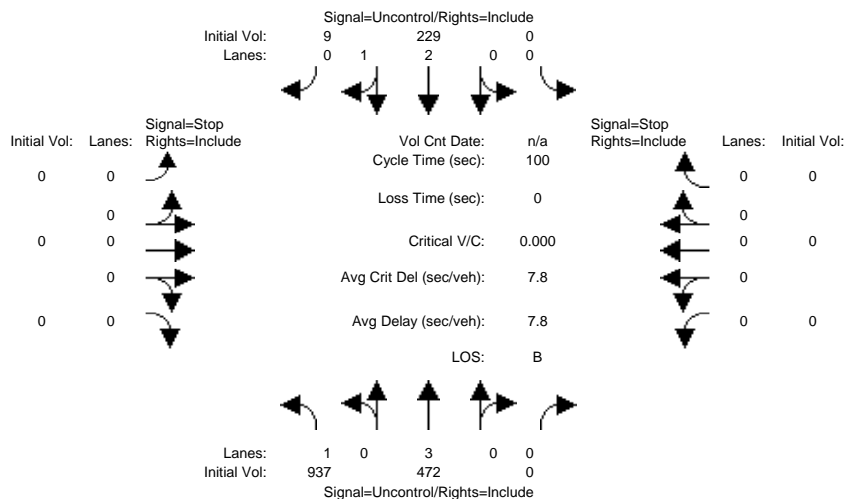 Signal=Uncontrol/Rights=Include
Initial Vol: 9 229 0
Lanes: 0 1 2 0 0
Signal=Stop
Initial Vol: Lanes: Rights=Include
0 0
0
0 0
0
0 0
Vol Cnt Date: n/a
Cycle Time (sec): 100
Loss Time (sec): 0
Critical V/C: 0.000
Avg Crit Del (sec/veh): 7.8
Avg Delay (sec/veh): 7.8
LOS: B
Signal=Stop
Rights=Include Lanes: Initial Vol:
0 0
0
0 0
0
0 0
Lanes: 1 0 3 0 0
Initial Vol: 937 472 0
Signal=Uncontrol/Rights=Include